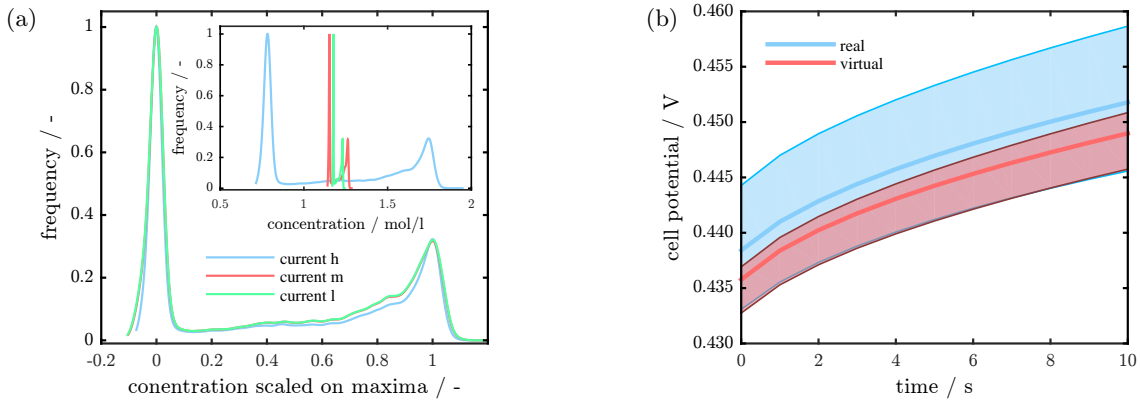 (a)
frequency / -
1
0.8
0.6
0.4
0.2
0
-0.2
0
0.2
0.4
0.6
0.8
1
conentration scaled on maxima / -
frequency / -
1
0.8
0.6
0.4
0.2
0
0.5
1
1.5
2
concentration / mol/l
current h
current m
current l
(b)
cell potential / V
0.460
0.455
0.450
0.445
0.440
0.435
0.430
0
2
4
6
8
10
time / s
real
virtual